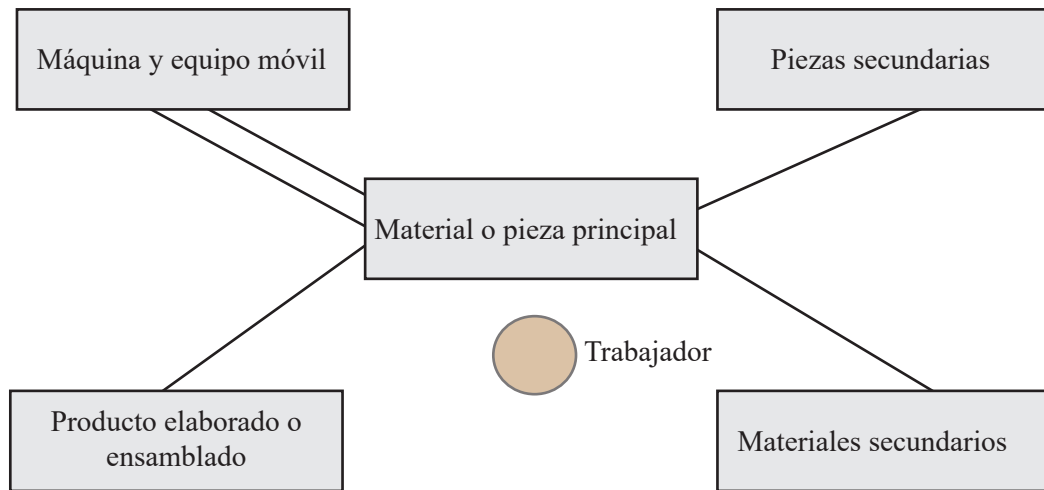 Máquina y equipo móvil
Piezas secundarias
Material o pieza principal
Trabajador
Producto elaborado o
ensamblado
Materiales secundarios